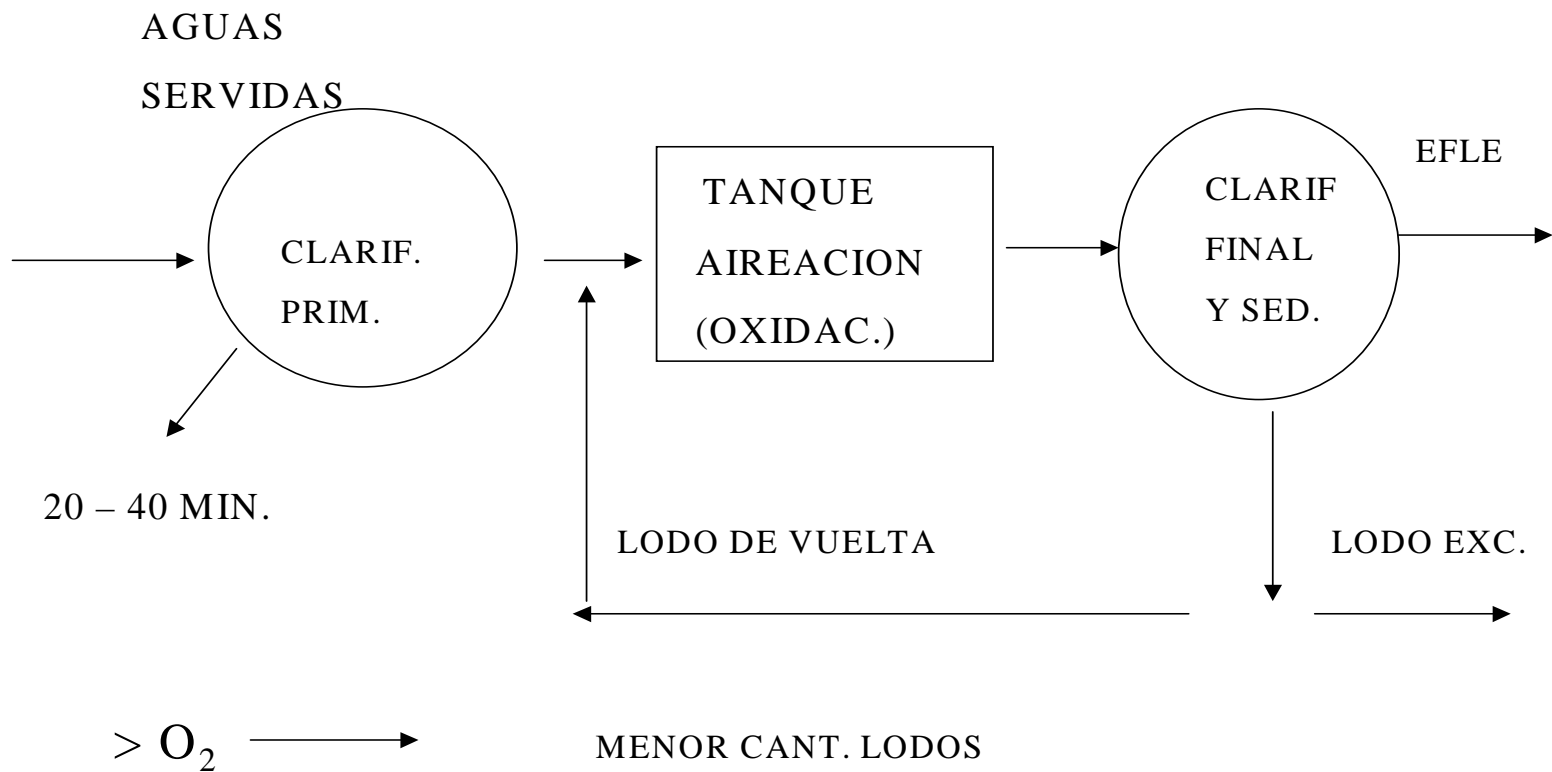 AGUAS
SERVIDAS
CLARIF.
PRIM.
TANQUE
AIREACION
(OXIDAC.)
CLARIF
FINAL
Y SED.
EFLE
20 – 40 MIN.
LODO DE VUELTA
LODO EXC.
> O₂
MENOR CANT. LODOS